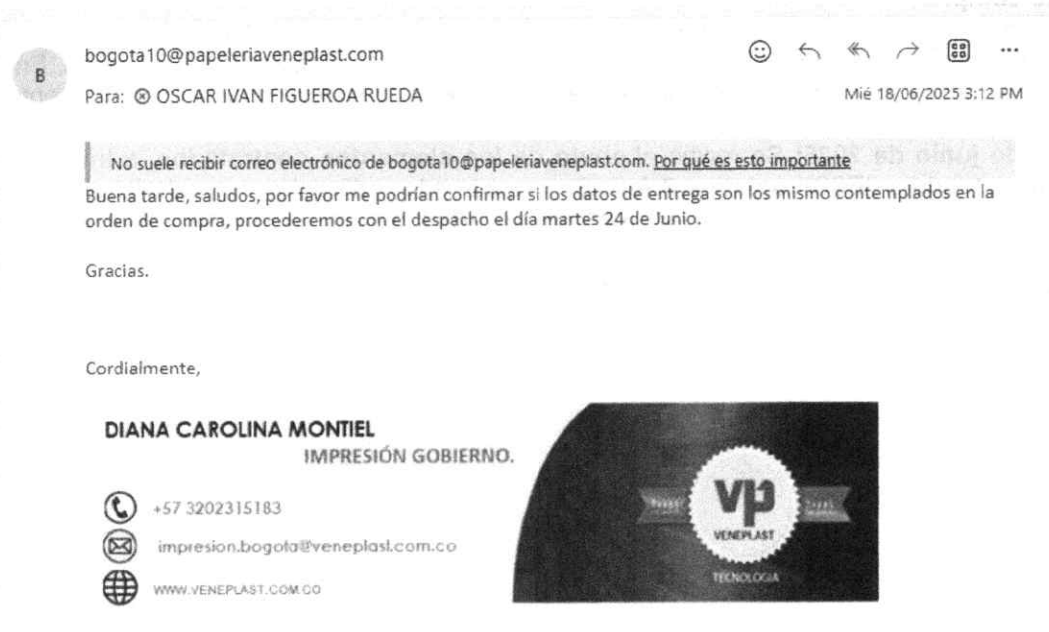 bogota10@papeleriaveneplast.com
B
Para: OSCAR IVAN FIGUEROA RUEDA
Mié 18/06/2025 3:12 PM
No suele recibir correo electrónico de bogota10@papeleriaveneplast.com. Por qué es esto importante
Buena tarde, saludos, por favor me podrían confirmar si los datos de entrega son los mismo contemplados en la
orden de compra, procederemos con el despacho el día martes 24 de Junio.
Gracias.
Cordialmente,
DIANA CAROLINA MONTIEL
IMPRESIÓN GOBIERNO.
+57 3202315183
impresion.bogota@veneplast.com.co
WWW.VENEPLAST.COM.CO
vp
VENEPLAST
TECNOLOGIA